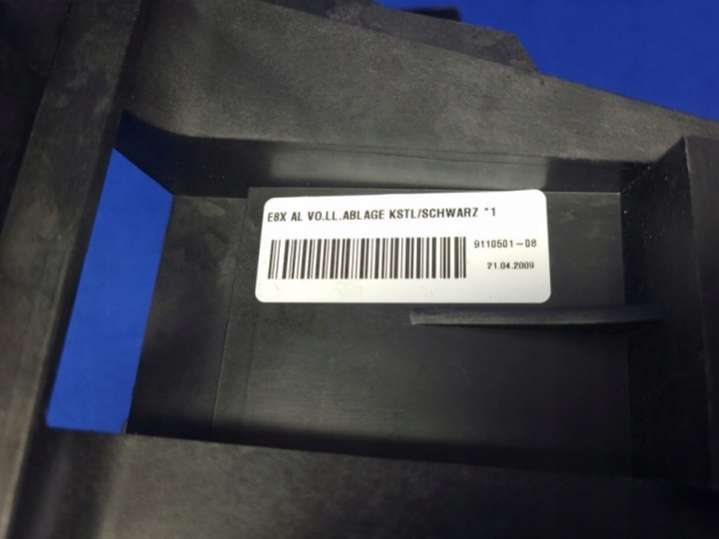 E8X AL VO.LL.ABLAGE KSTL/SCHWARZ *1
9110501-08
21.04.2009